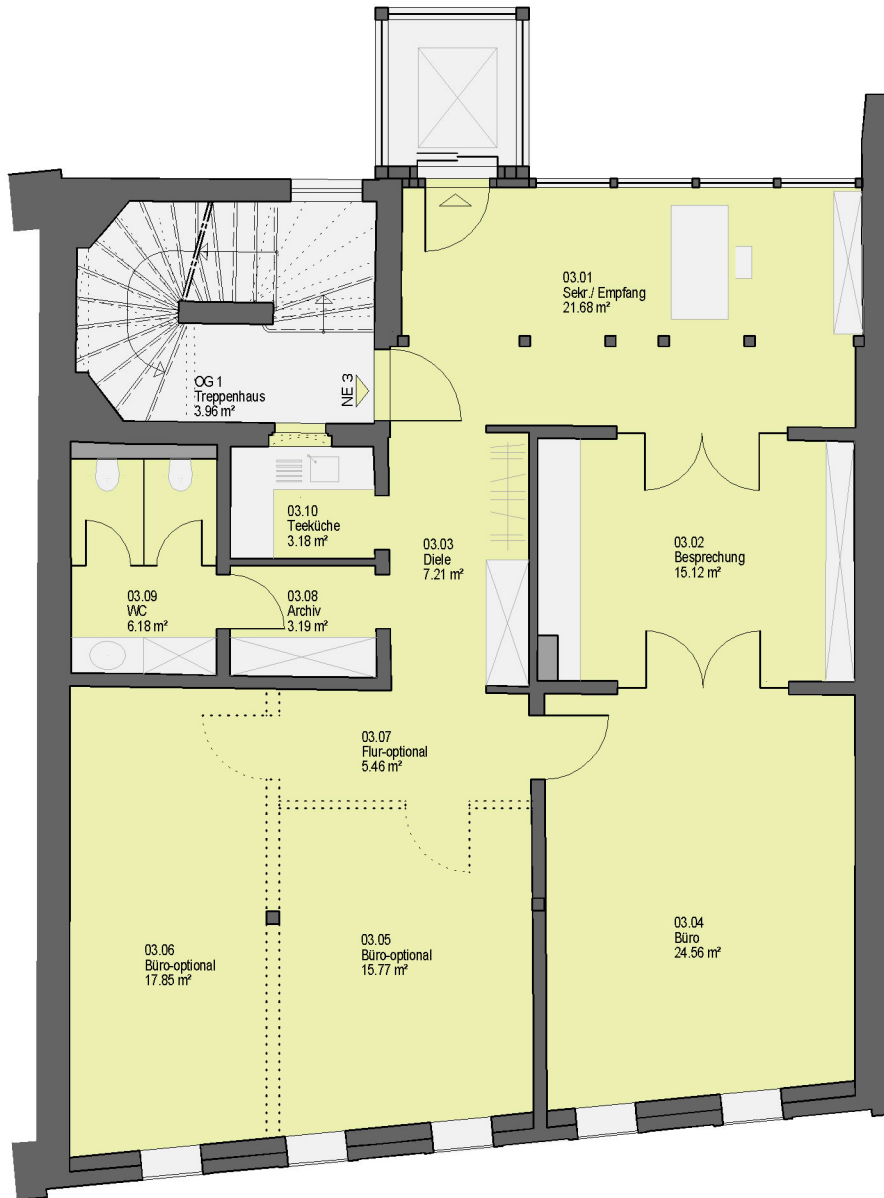 03.01
Sekr./ Empfang
21.68 m²
OG 1
Treppenhaus
3.96 m²
NE 3
03.10
Teeküche
3.18 m²
03.03
Diele
7.21 m²
03.02
Besprechung
15.12 m²
03.09
WC
6.18 m²
03.08
Archiv
3.19 m²
03.07
Flur-optional
5.46 m²
03.06
Büro-optional
17.85 m²
03.05
Büro-optional
15.77 m²
03.04
Büro
24.56 m²